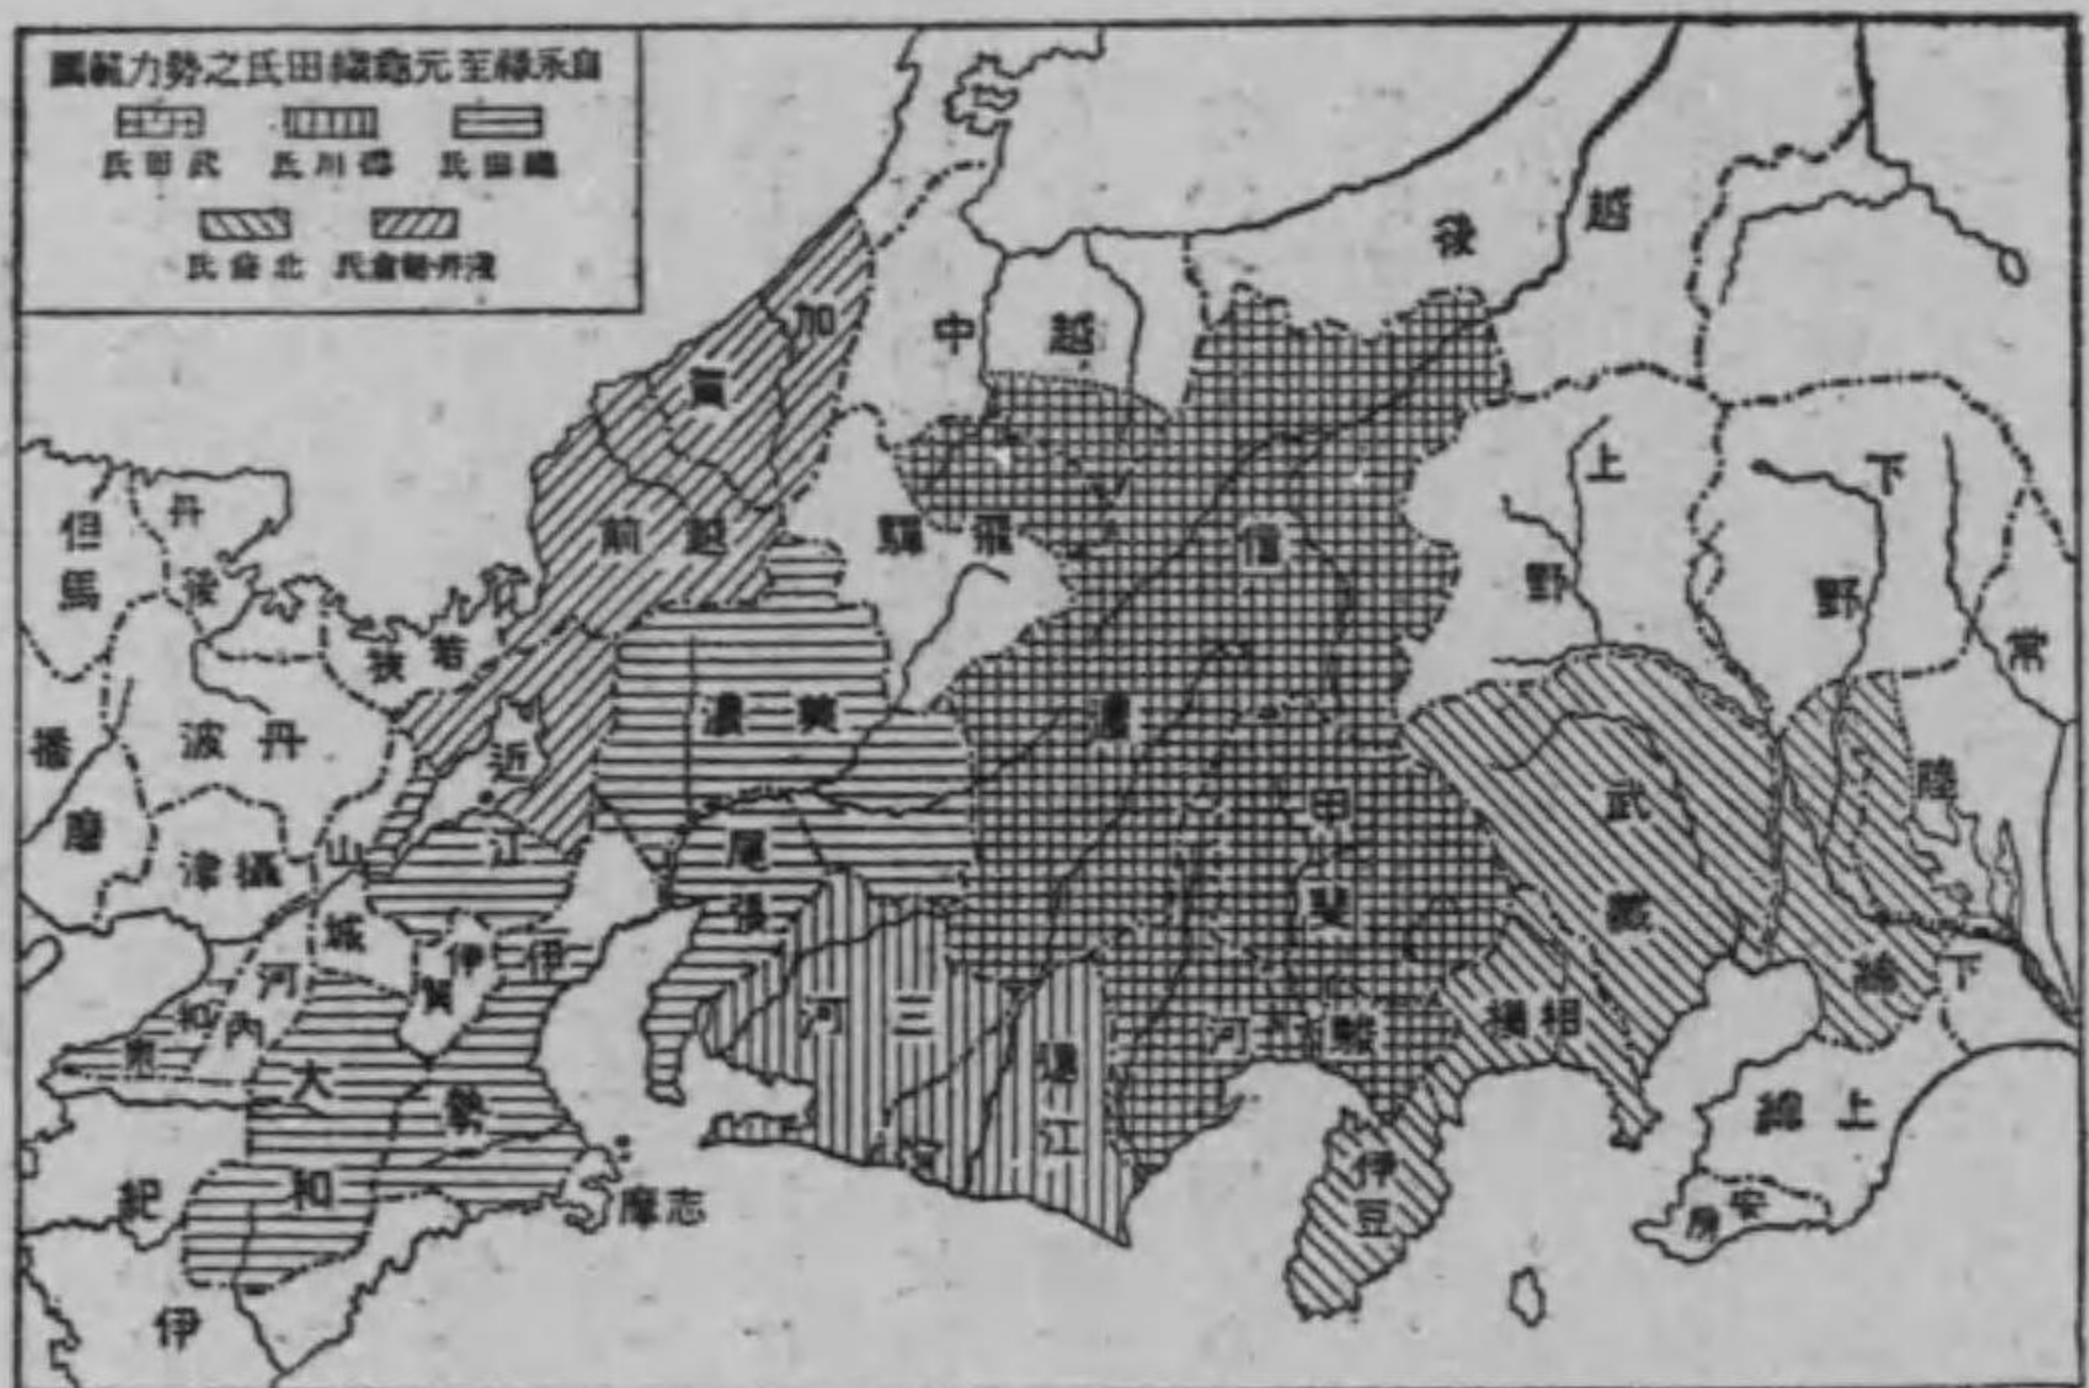 自永祿至元龜織田氏之勢力範圍
織田氏
德川氏
武田氏
淺井朝倉氏
北條氏
越後
越中
加賀
越前
飛驒
信濃
上野
下野
常陸
武藏
甲斐
相模
駿河
伊豆
遠江
三河
尾張
美濃
近江
若狹
丹後
但馬
丹波
播磨
攝津
山城
伊賀
伊勢
河內
和泉
大和
紀伊
志摩
下總
上總
安房